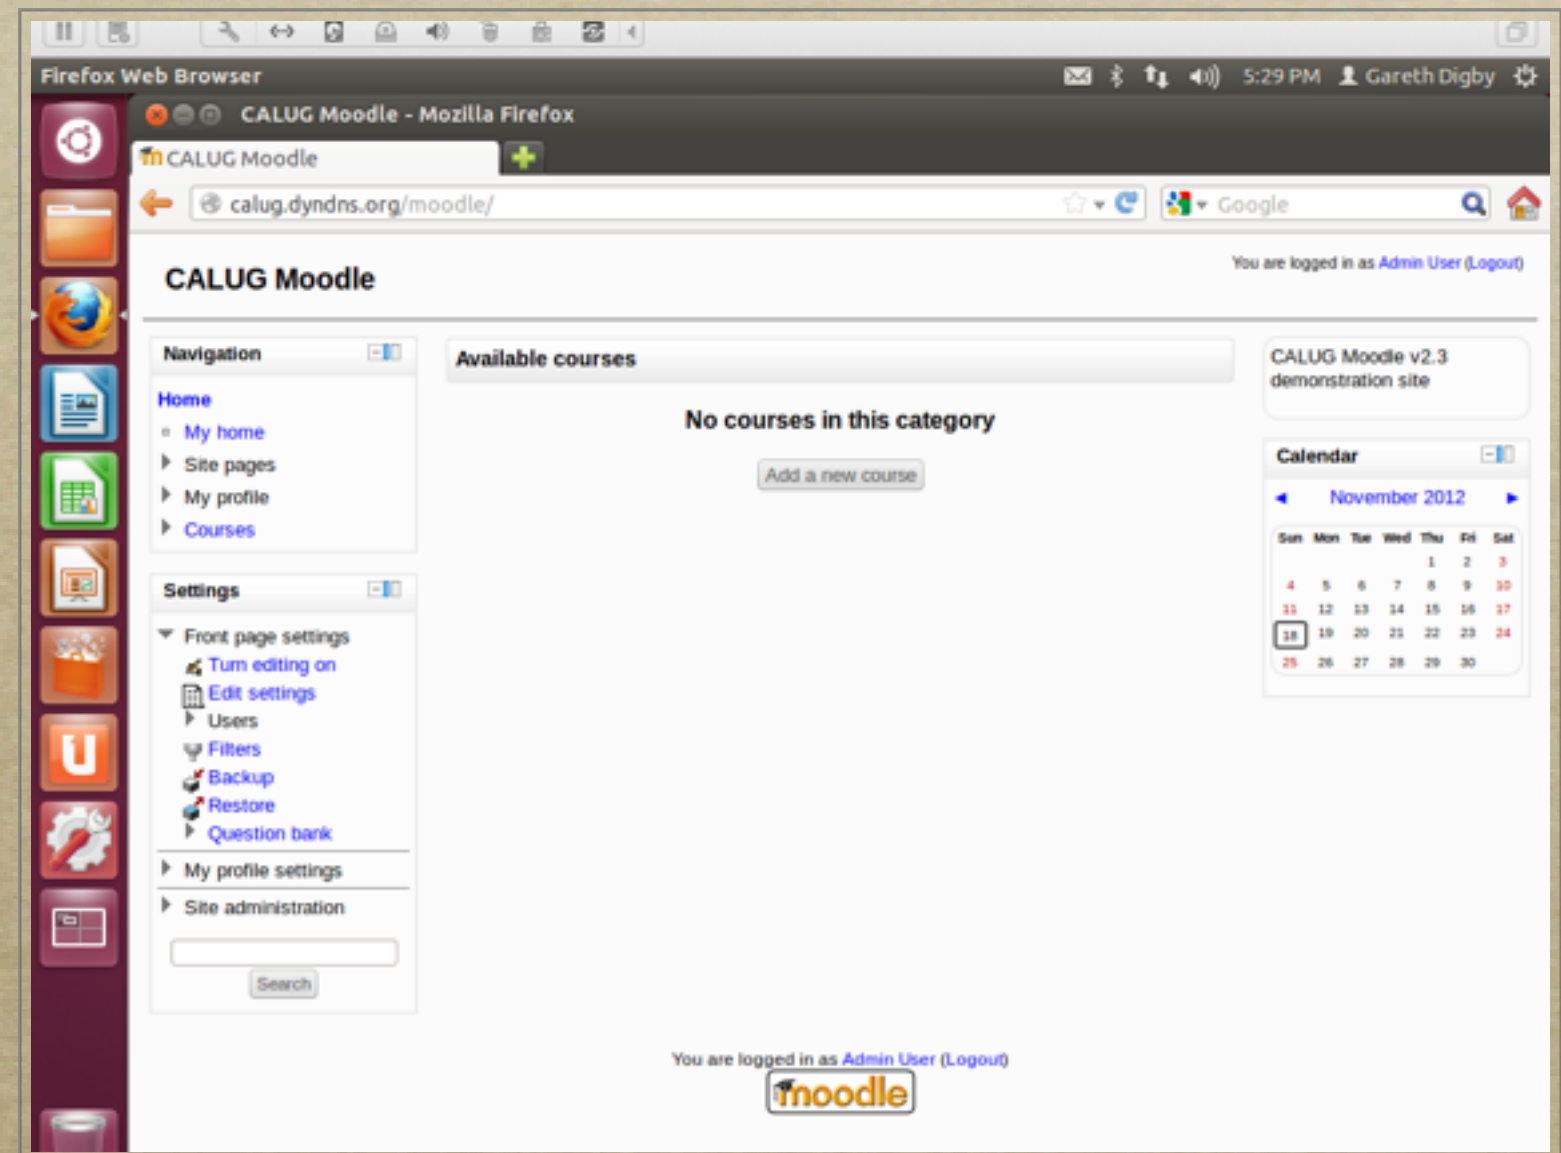 Firefox Web Browser
5:29 PM Gareth Digby
CALUG Moodle - Mozilla Firefox
CALUG Moodle
calug.dyndns.org/moodle/
Google
CALUG Moodle
You are logged in as Admin User (Logout)
Navigation
Home
My home
Site pages
My profile
Courses
Settings
Front page settings
Turn editing on
Edit settings
Users
Filters
Backup
Restore
Question bank
My profile settings
Site administration
Search
Available courses
No courses in this category
Add a new course
CALUG Moodle v2.3
demonstration site
Calendar
November 2012
Sun Mon Tue Wed Thu Fri Sat
1 2 3
4 5 6 7 8 9 10
11 12 13 14 15 16 17
18 19 20 21 22 23 24
25 26 27 28 29 30
You are logged in as Admin User (Logout)
moodle